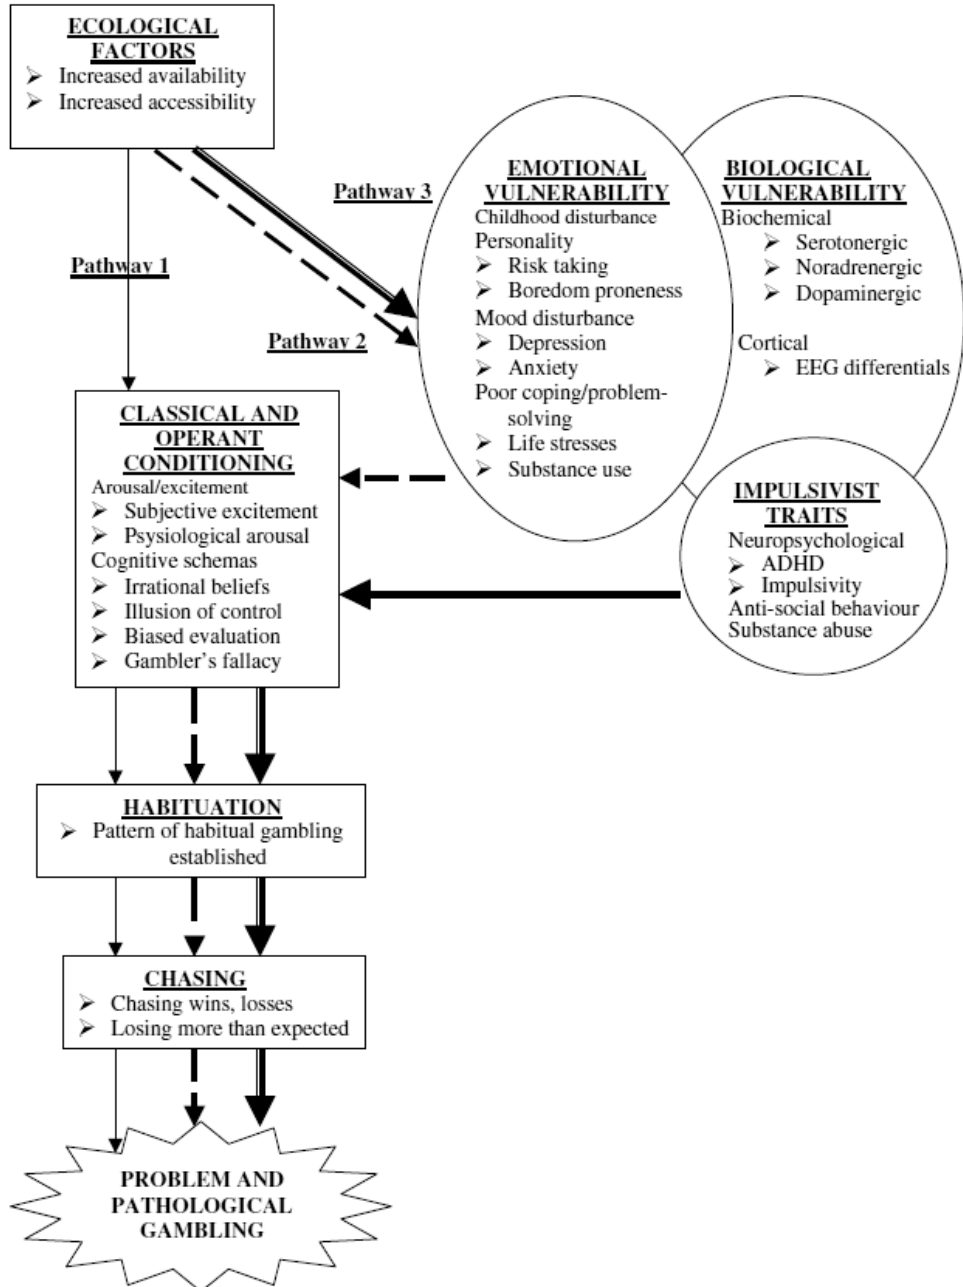 ECOLOGICAL
FACTORS
➢ Increased availability
➢ Increased accessibility
Pathway 3
Pathway 1
Pathway 2
EMOTIONAL
VULNERABILITY
Childhood disturbance
Personality
➢ Risk taking
➢ Boredom proneness
Mood disturbance
➢ Depression
➢ Anxiety
Poor coping/problem-
solving
➢ Life stresses
➢ Substance use
BIOLOGICAL
VULNERABILITY
Biochemical
➢ Serotonergic
➢ Noradrenergic
➢ Dopaminergic
Cortical
➢ EEG differentials
IMPULSIVIST
TRAITS
Neuropsychological
➢ ADHD
➢ Impulsivity
Anti-social behaviour
Substance abuse
CLASSICAL AND
OPERANT
CONDITIONING
Arousal/excitement
➢ Subjective excitement
➢ Psysiological arousal
Cognitive schemas
➢ Irrational beliefs
➢ Illusion of control
➢ Biased evaluation
➢ Gambler's fallacy
HABITUATION
➢ Pattern of habitual gambling
established
CHASING
➢ Chasing wins, losses
➢ Losing more than expected
PROBLEM AND
PATHOLOGICAL
GAMBLING